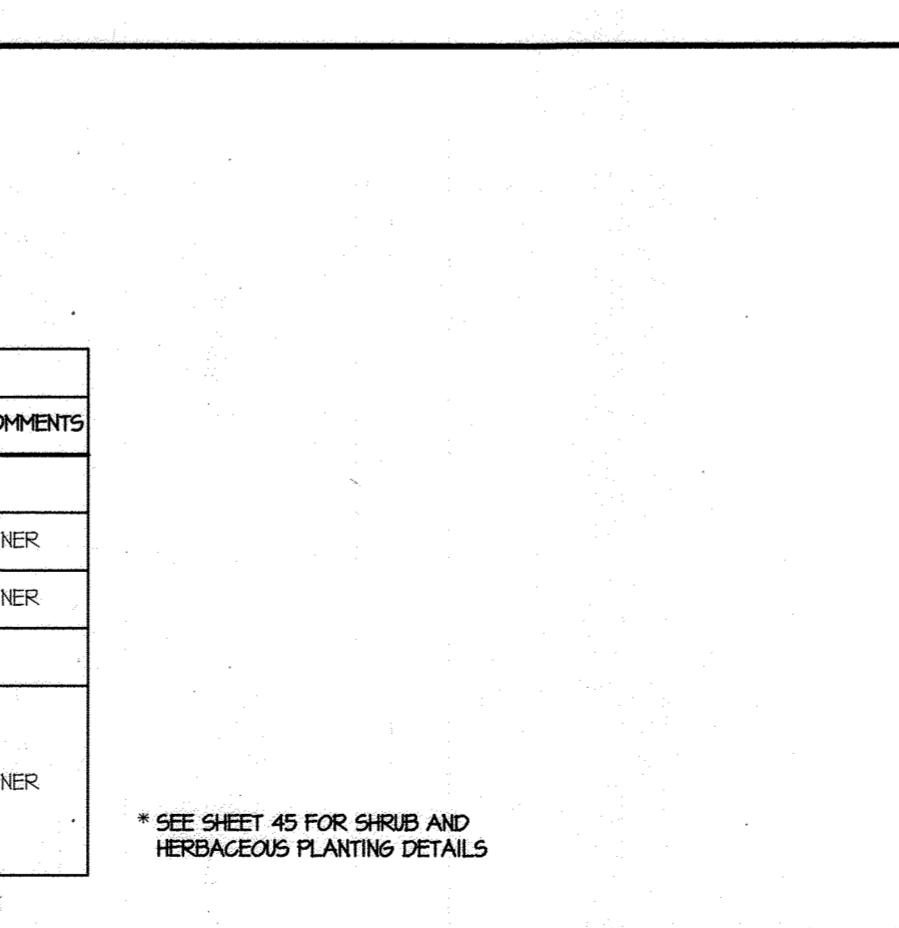 OMMENTS
NER
NER
NER
* SEE SHEET 45 FOR SHRUB AND
HERBACEOUS PLANTING DETAILS